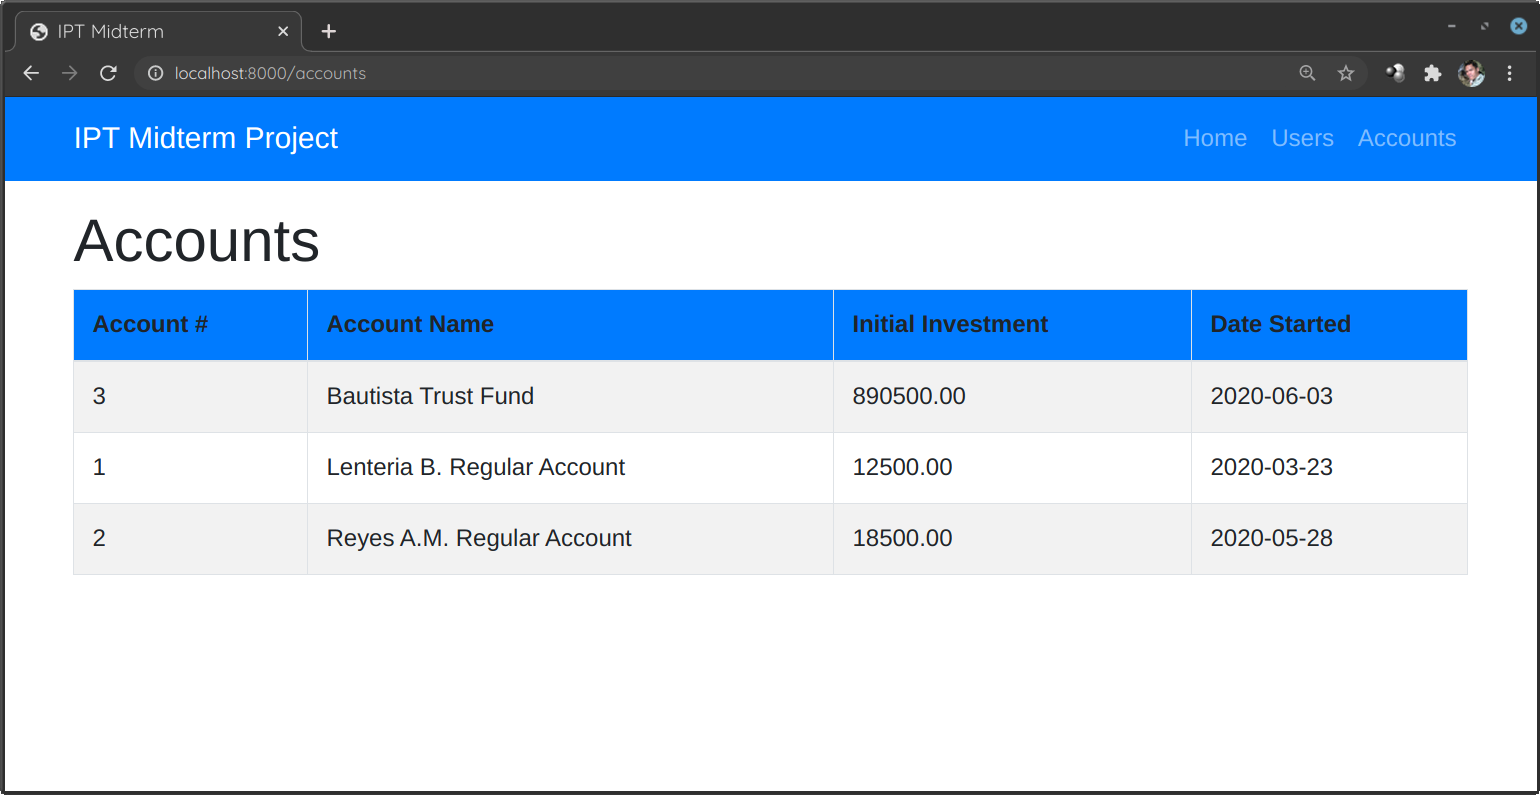 IPT Midterm
localhost:8000/accounts
IPT Midterm Project Home Users Accounts
Accounts
Account # Account Name Initial Investment Date Started
3 Bautista Trust Fund 890500.00 2020-06-03
1 Lenteria B. Regular Account 12500.00 2020-03-23
2 Reyes A.M. Regular Account 18500.00 2020-05-28